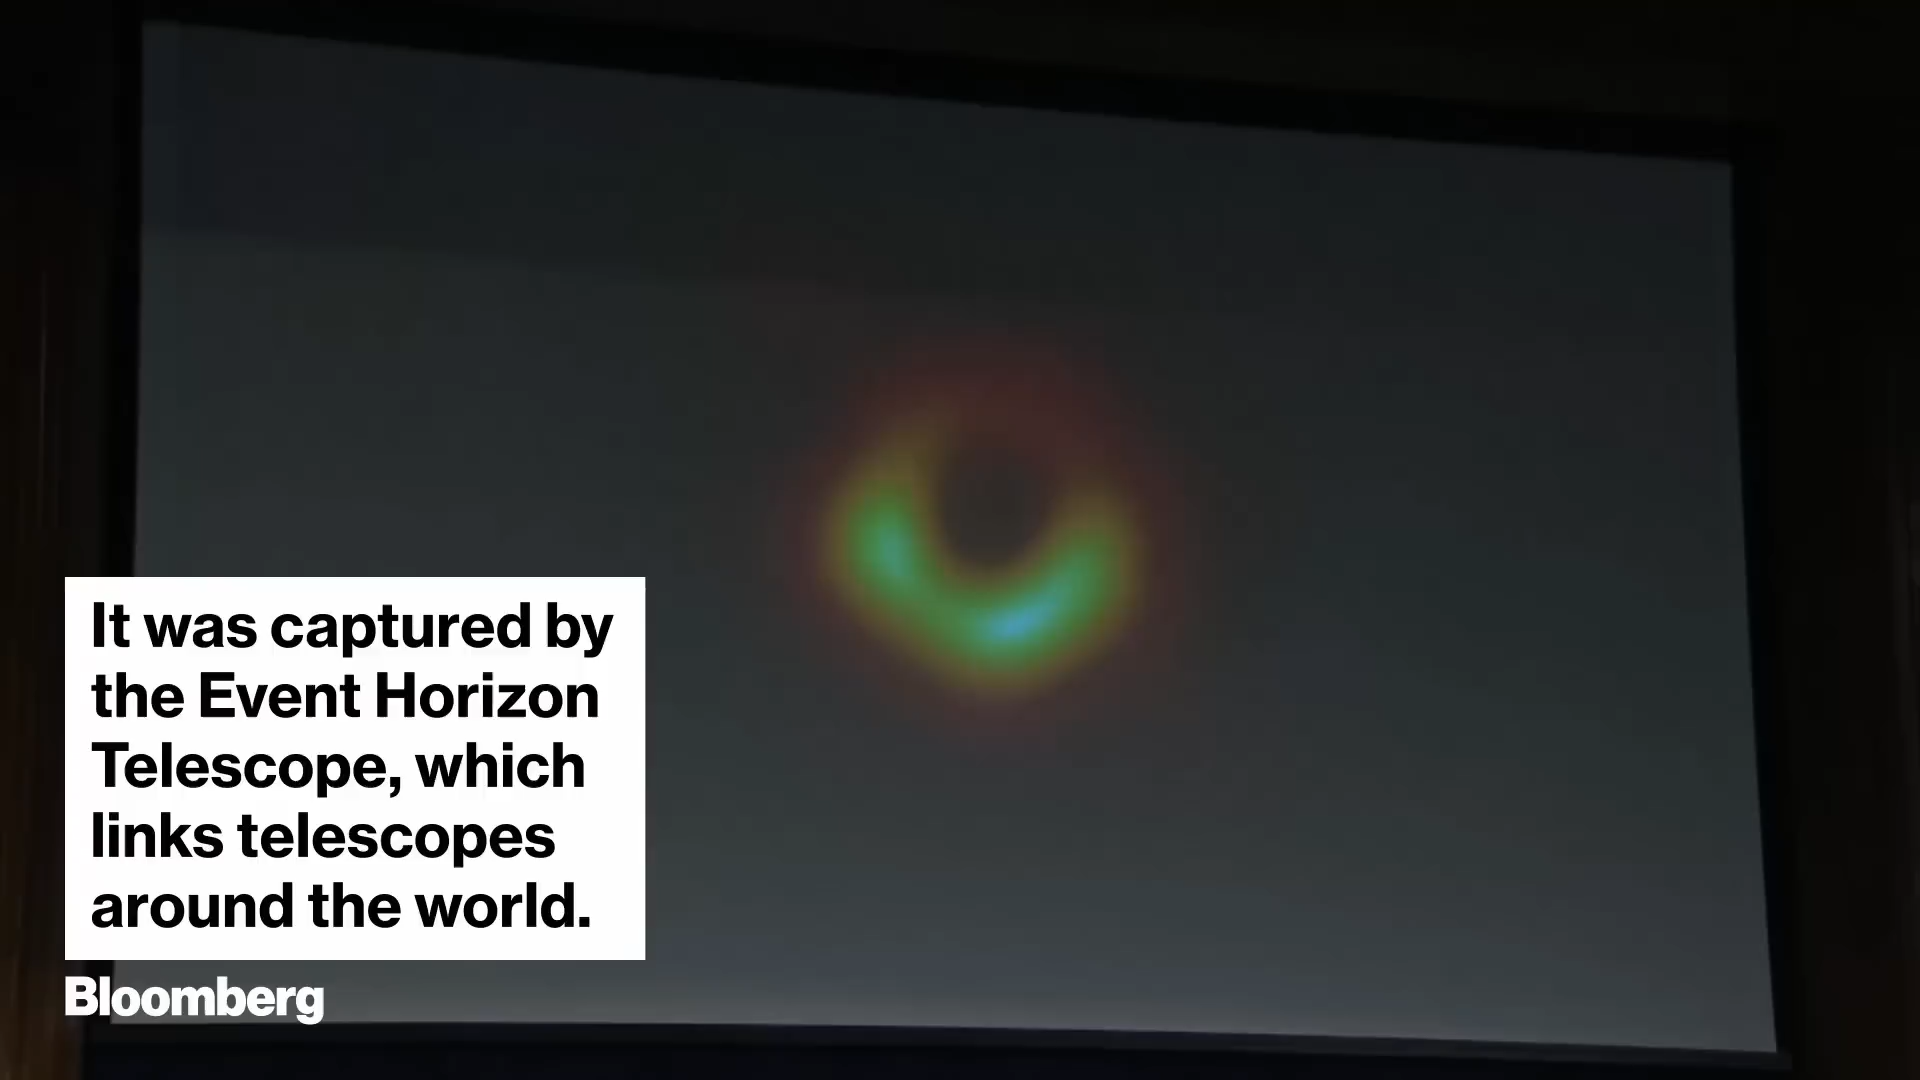 It was captured by
the Event Horizon
Telescope, which
links telescopes
around the world.
Bloomberg